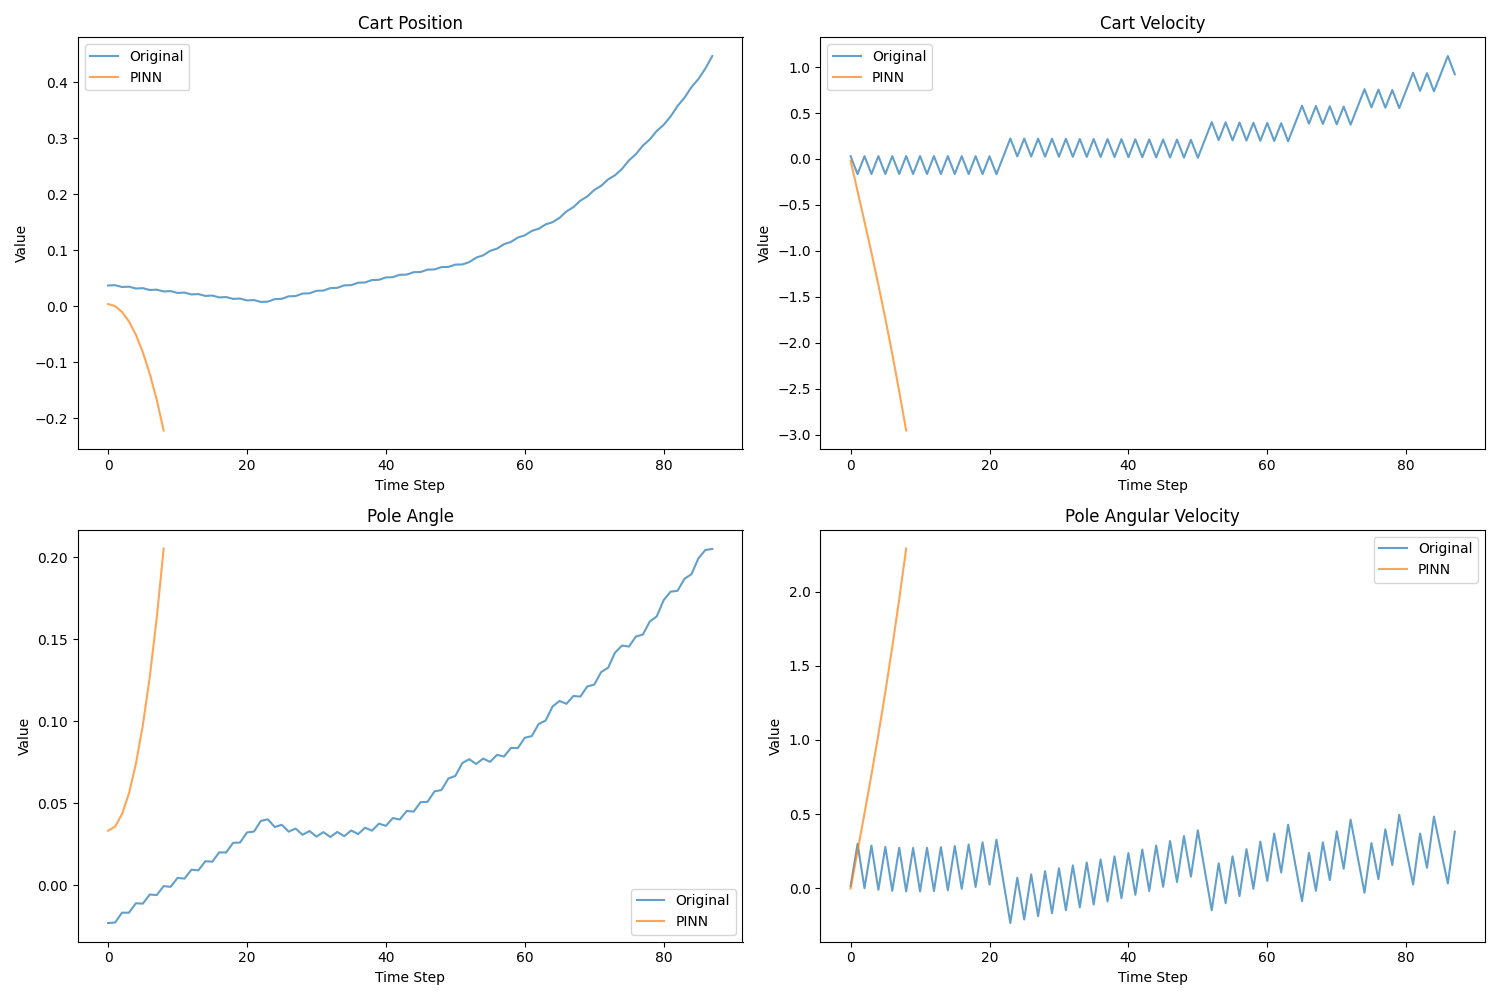 Cart Position
Original
PINN
Value
0.4
0.3
0.2
0.1
0.0
−0.1
−0.2
0 20 40 60 80
Time Step
Cart Velocity
Original
PINN
Value
1.0
0.5
0.0
−0.5
−1.0
−1.5
−2.0
−2.5
−3.0
0 20 40 60 80
Time Step
Pole Angle
Value
0.20
0.15
0.10
0.05
0.00
Original
PINN
0 20 40 60 80
Time Step
Pole Angular Velocity
Original
PINN
Value
2.0
1.5
1.0
0.5
0.0
0 20 40 60 80
Time Step